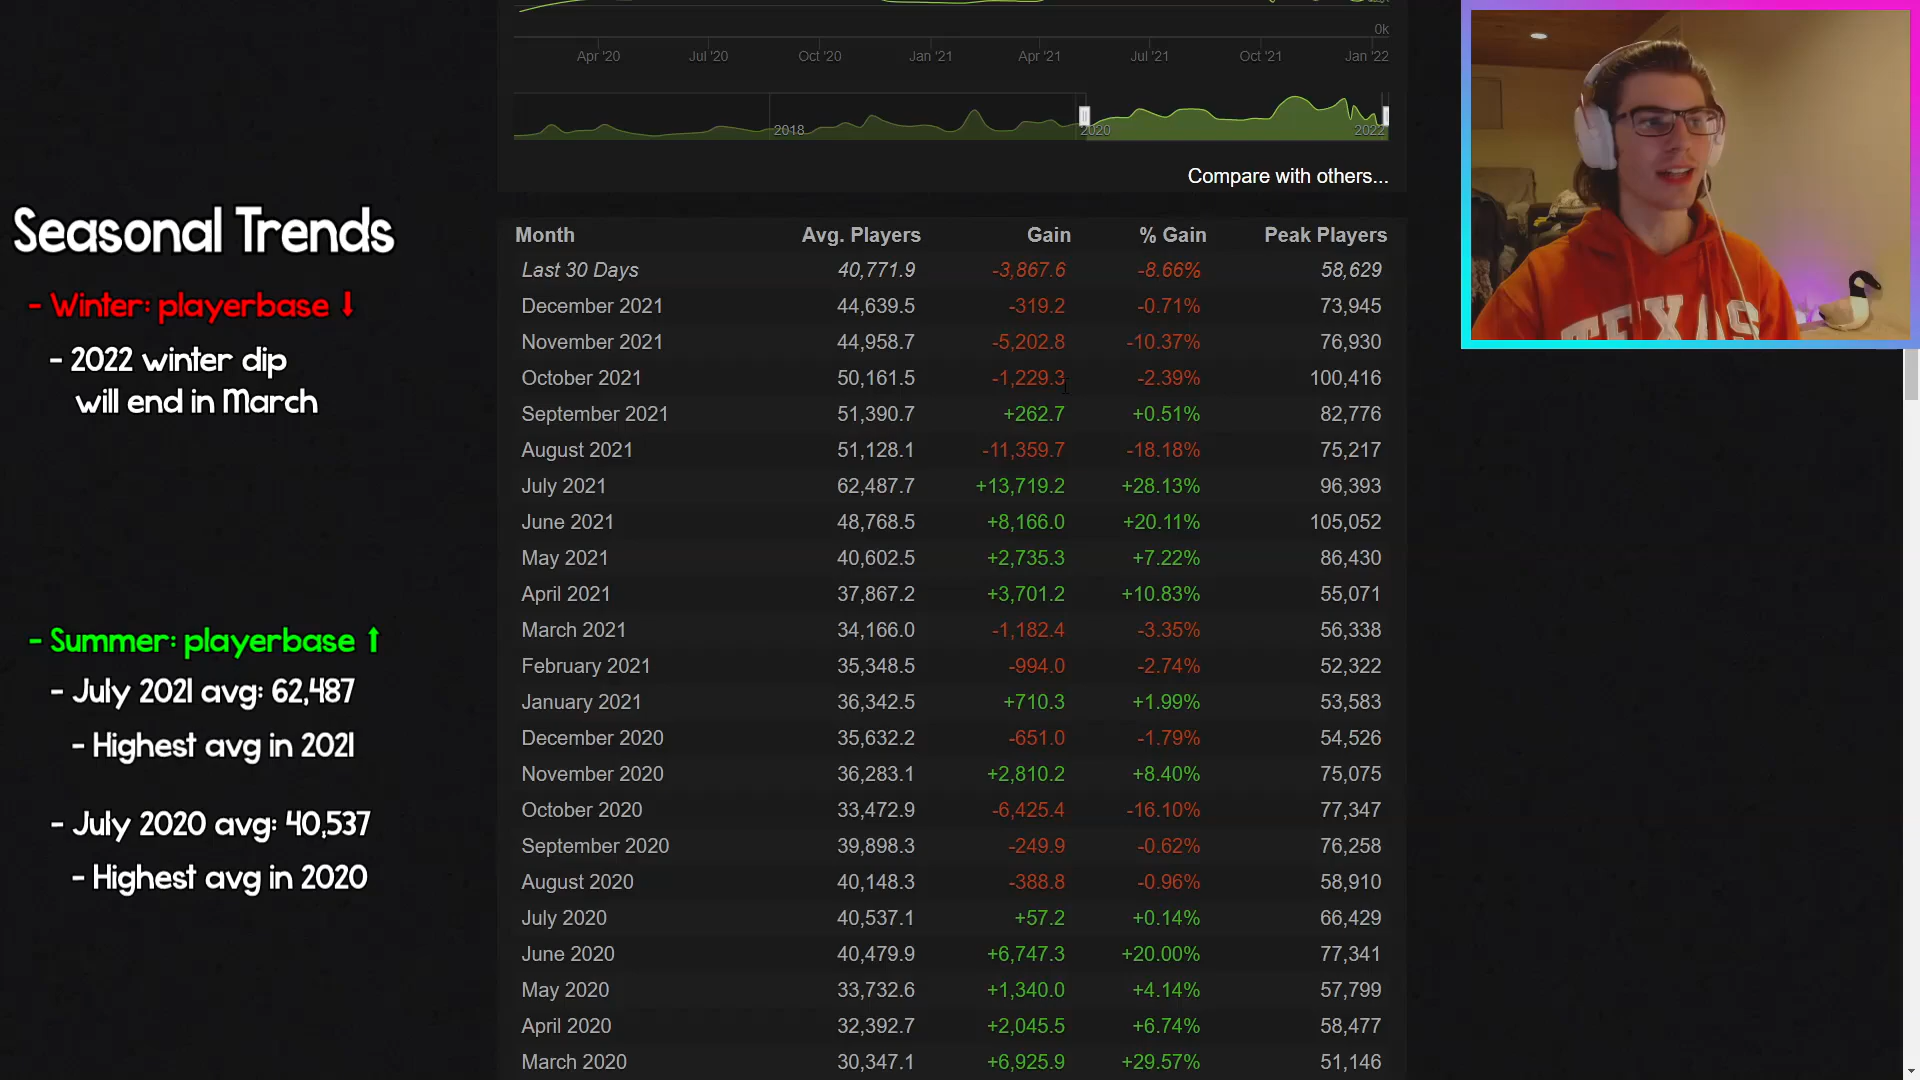 0k
Apr '20 Jul '20 Oct '20 Jan '21 Apr '21 Jul '21 Oct '21 Jan '22
2018 2020 2022
Compare with others...
Seasonal Trends
- Winter: playerbase ↓
- 2022 winter dip
will end in March
- Summer: playerbase ↑
- July 2021 avg: 62,487
- Highest avg in 2021
- July 2020 avg: 40,537
- Highest avg in 2020
Month Avg. Players Gain % Gain Peak Players
Last 30 Days 40,771.9 -3,867.6 -8.66% 58,629
December 2021 44,639.5 -319.2 -0.71% 73,945
November 2021 44,958.7 -5,202.8 -10.37% 76,930
October 2021 50,161.5 -1,229.3 -2.39% 100,416
September 2021 51,390.7 +262.7 +0.51% 82,776
August 2021 51,128.1 -11,359.7 -18.18% 75,217
July 2021 62,487.7 +13,719.2 +28.13% 96,393
June 2021 48,768.5 +8,166.0 +20.11% 105,052
May 2021 40,602.5 +2,735.3 +7.22% 86,430
April 2021 37,867.2 +3,701.2 +10.83% 55,071
March 2021 34,166.0 -1,182.4 -3.35% 56,338
February 2021 35,348.5 -994.0 -2.74% 52,322
January 2021 36,342.5 +710.3 +1.99% 53,583
December 2020 35,632.2 -651.0 -1.79% 54,526
November 2020 36,283.1 +2,810.2 +8.40% 75,075
October 2020 33,472.9 -6,425.4 -16.10% 77,347
September 2020 39,898.3 -249.9 -0.62% 76,258
August 2020 40,148.3 -388.8 -0.96% 58,910
July 2020 40,537.1 +57.2 +0.14% 66,429
June 2020 40,479.9 +6,747.3 +20.00% 77,341
May 2020 33,732.6 +1,340.0 +4.14% 57,799
April 2020 32,392.7 +2,045.5 +6.74% 58,477
March 2020 30,347.1 +6,925.9 +29.57% 51,146
TEXAS